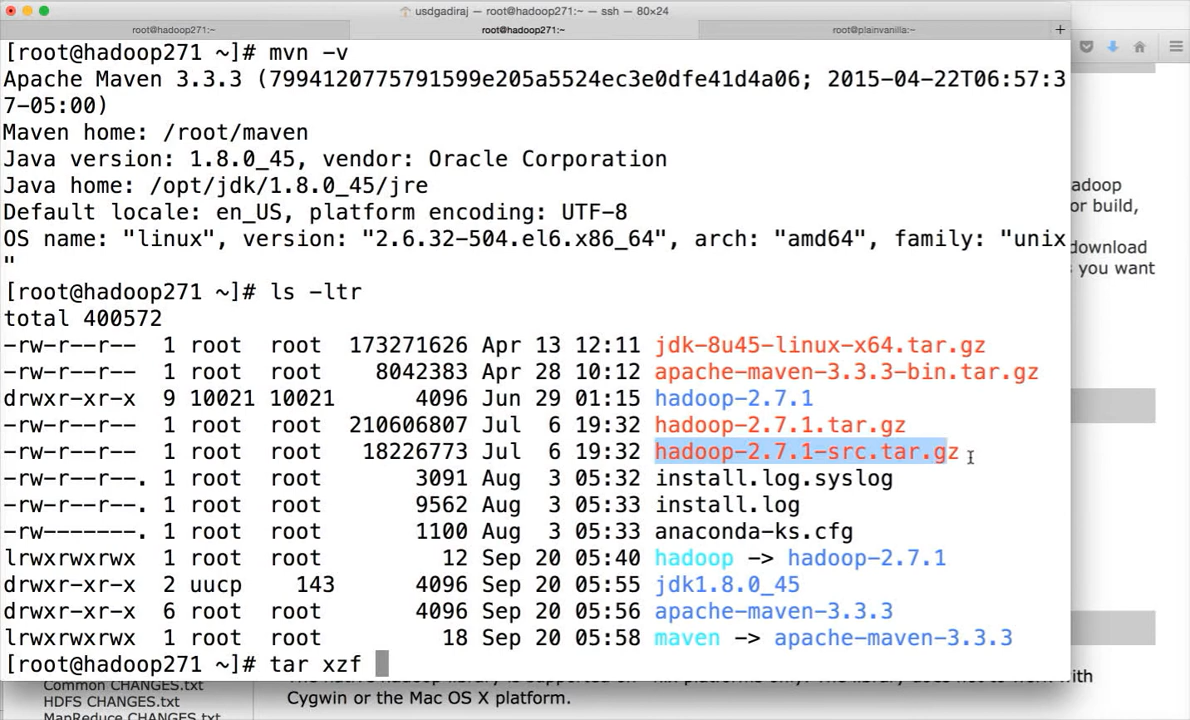 usdgadiraj — root@hadoop271:~ — ssh — 80×24
root@hadoop271:~ root@hadoop271:~ root@plainvanilla:~ +
[root@hadoop271 ~]# mvn -v
Apache Maven 3.3.3 (7994120775791599e205a5524ec3e0dfe41d4a06; 2015-04-22T06:57:3
7-05:00)
Maven home: /root/maven
Java version: 1.8.0_45, vendor: Oracle Corporation
Java home: /opt/jdk/1.8.0_45/jre
Default locale: en_US, platform encoding: UTF-8
OS name: "linux", version: "2.6.32-504.el6.x86_64", arch: "amd64", family: "unix
"
[root@hadoop271 ~]# ls -ltr
total 400572
-rw-r--r-- 1 root root 173271626 Apr 13 12:11 jdk-8u45-linux-x64.tar.gz
-rw-r--r-- 1 root root 8042383 Apr 28 10:12 apache-maven-3.3.3-bin.tar.gz
drwxr-xr-x 9 10021 10021 4096 Jun 29 01:15 hadoop-2.7.1
-rw-r--r-- 1 root root 210606807 Jul 6 19:32 hadoop-2.7.1.tar.gz
-rw-r--r-- 1 root root 18226773 Jul 6 19:32 hadoop-2.7.1-src.tar.gz
-rw-r--r--. 1 root root 3091 Aug 3 05:32 install.log.syslog
-rw-r--r--. 1 root root 9562 Aug 3 05:33 install.log
-rw-------. 1 root root 1100 Aug 3 05:33 anaconda-ks.cfg
lrwxrwxrwx 1 root root 12 Sep 20 05:40 hadoop -> hadoop-2.7.1
drwxr-xr-x 2 uucp 143 4096 Sep 20 05:55 jdk1.8.0_45
drwxr-xr-x 6 root root 4096 Sep 20 05:56 apache-maven-3.3.3
lrwxrwxrwx 1 root root 18 Sep 20 05:58 maven -> apache-maven-3.3.3
[root@hadoop271 ~]# tar xzf
adoop
or build,
download
you want
with
Common CHANGES.txt
HDFS CHANGES.txt
Cygwin or the Mac OS X platform.